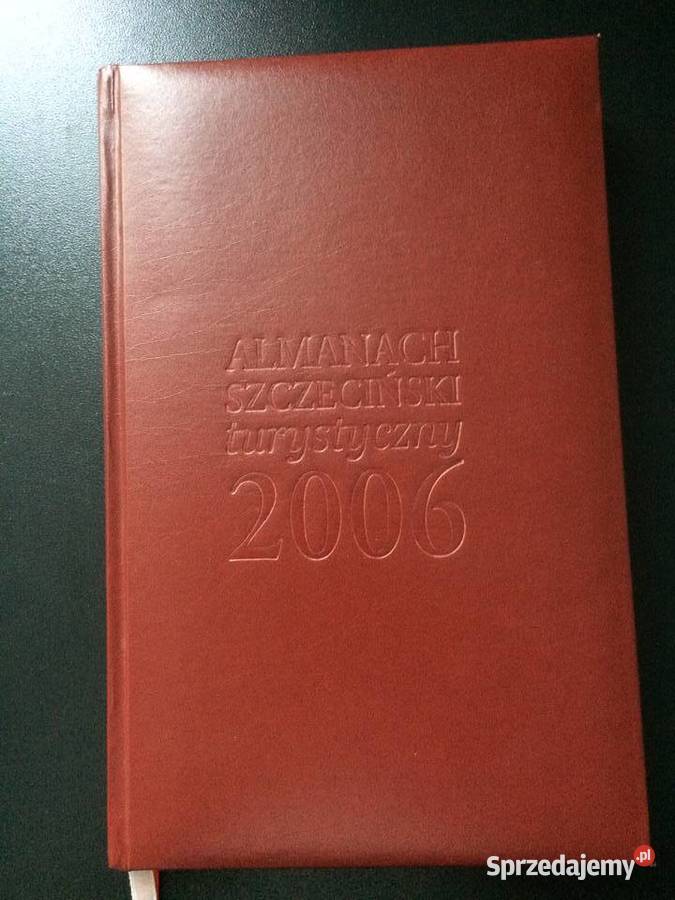 ALMANACH
SZCZECIŃSKI
turystyczny
2006
Sprzedajemy.pl